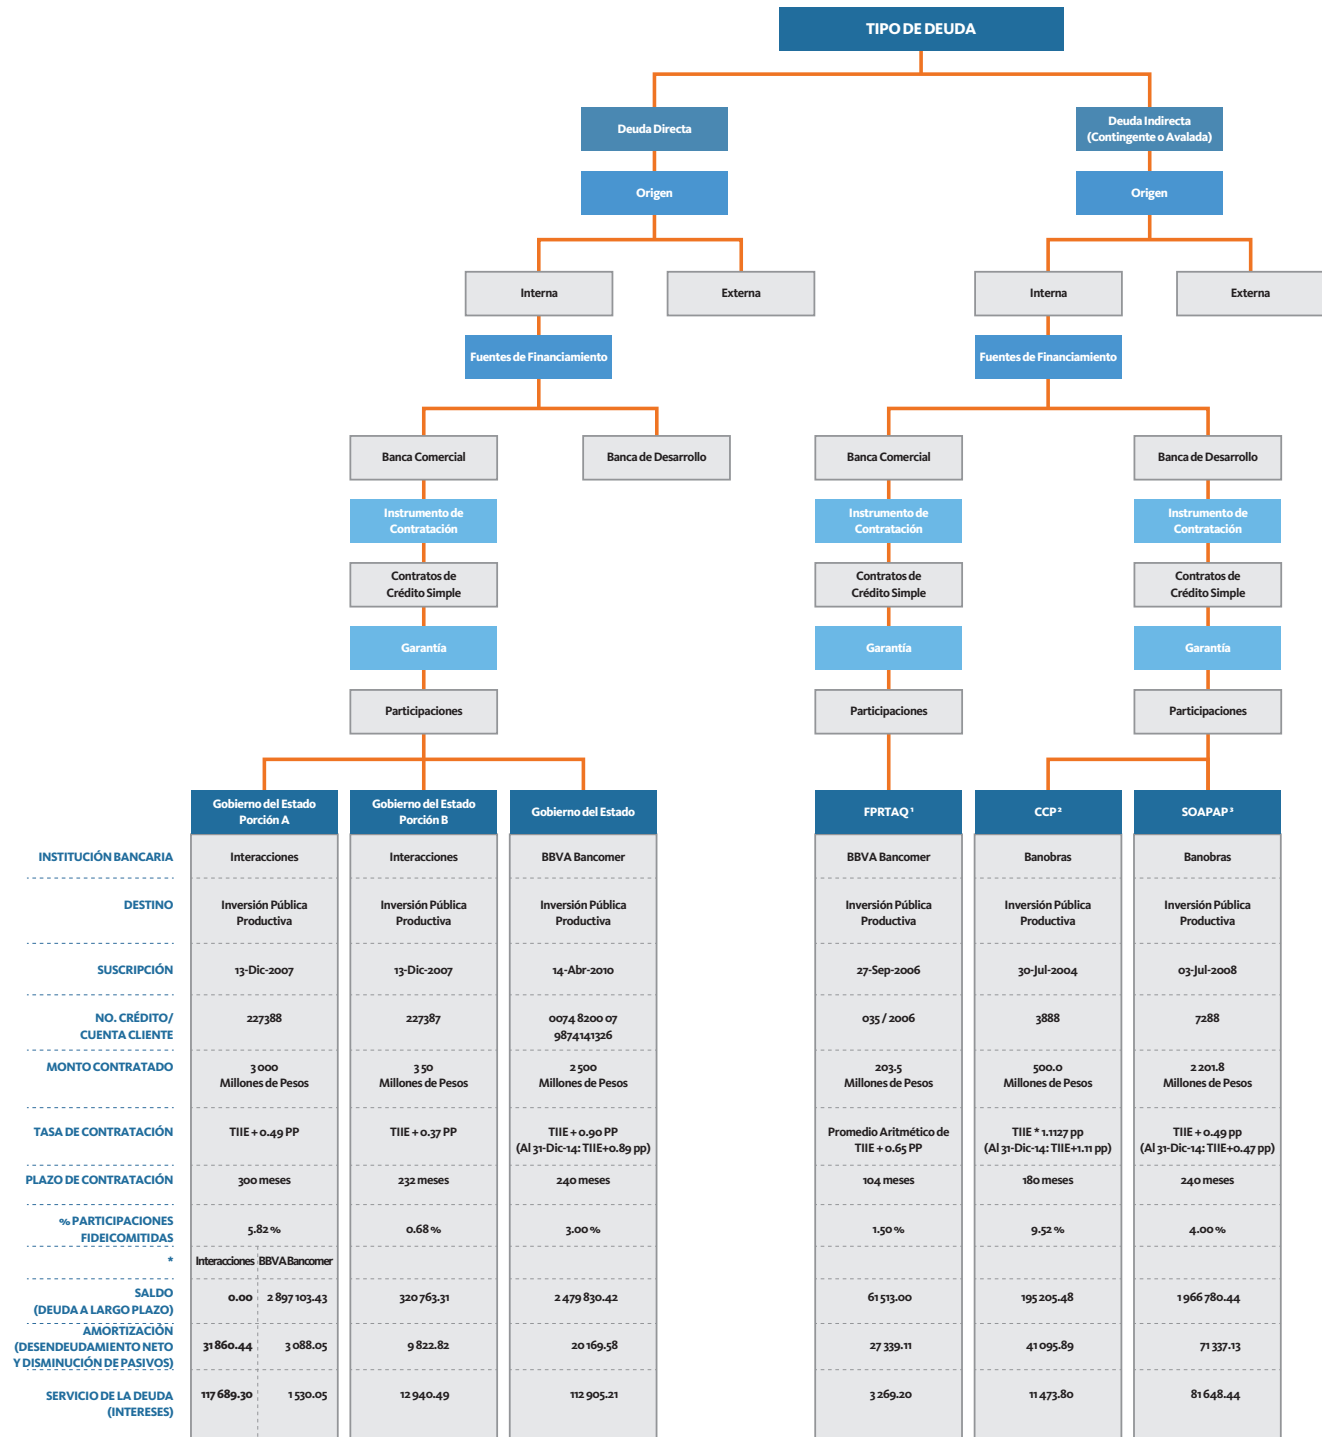 TIPO DE DEUDA
Deuda Directa
Deuda Indirecta
(Contingente o Avalada)
Origen
Origen
Interna
Externa
Interna
Externa
Fuentes de Financiamiento
Fuentes de Financiamiento
Banca Comercial
Banca de Desarrollo
Banca Comercial
Banca de Desarrollo
Instrumento de
Contratación
Instrumento de
Contratación
Instrumento de
Contratación
Contratos de
Crédito Simple
Contratos de
Crédito Simple
Contratos de
Crédito Simple
Garantía
Garantía
Garantía
Participaciones
Participaciones
Participaciones
Gobierno del Estado
Porción A
Gobierno del Estado
Porción B
Gobierno del Estado
FPRTAQ ¹
CCP ²
SOAPAP ³
INSTITUCIÓN BANCARIA
Interacciones
Interacciones
BBVA Bancomer
BBVA Bancomer
Banobras
Banobras
DESTINO
Inversión Pública
Productiva
Inversión Pública
Productiva
Inversión Pública
Productiva
Inversión Pública
Productiva
Inversión Pública
Productiva
Inversión Pública
Productiva
SUSCRIPCIÓN
13-Dic-2007
13-Dic-2007
14-Abr-2010
27-Sep-2006
30-Jul-2004
03-Jul-2008
NO. CRÉDITO/
CUENTA CLIENTE
227388
227387
0074 8200 07
9874141326
035 / 2006
3888
7288
MONTO CONTRATADO
3 000
Millones de Pesos
3 50
Millones de Pesos
2 500
Millones de Pesos
203.5
Millones de Pesos
500.0
Millones de Pesos
2 201.8
Millones de Pesos
TASA DE CONTRATACIÓN
TIIE + 0.49 PP
TIIE + 0.37 PP
TIIE + 0.90 PP
(Al 31-Dic-14: TIIE+0.89 pp)
Promedio Aritmético de
TIIE + 0.65 PP
TIIE * 1.1127 pp
(Al 31-Dic-14: TIIE+1.11 pp)
TIIE + 0.49 pp
(Al 31-Dic-14: TIIE+0.47 pp)
PLAZO DE CONTRATACIÓN
300 meses
232 meses
240 meses
104 meses
180 meses
240 meses
% PARTICIPACIONES
FIDEICOMITIDAS
5.82 %
0.68 %
3.00 %
1.50 %
9.52 %
4.00 %
*
Interacciones
BBVA Bancomer
SALDO
(DEUDA A LARGO PLAZO)
0.00
2 897 103.43
320 763.31
2 479 830.42
61 513.00
195 205.48
1 966 780.44
AMORTIZACIÓN
(DESENDEUDAMIENTO NETO
Y DISMINUCIÓN DE PASIVOS)
31 860.44
3 088.05
9 822.82
20 169.58
27 339.11
41 095.89
71 337.13
SERVICIO DE LA DEUDA
(INTERESES)
117 689.30
1 530.05
12 940.49
112 905.21
3 269.20
11 473.80
81 648.44